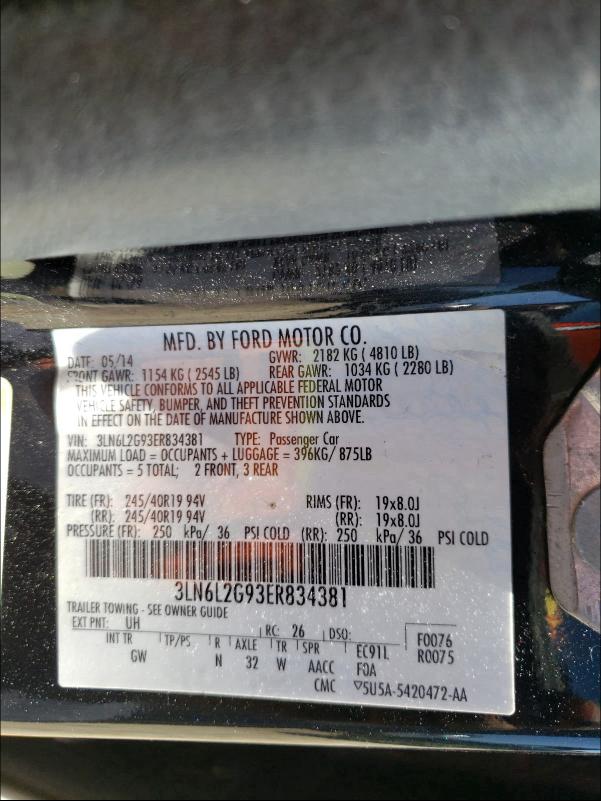 MFD. BY FORD MOTOR CO.
DATE: 05/14 GVWR: 2182 KG ( 4810 LB)
FRONT GAWR: 1154 KG ( 2545 LB) REAR GAWR: 1034 KG ( 2280 LB)
THIS VEHICLE CONFORMS TO ALL APPLICABLE FEDERAL MOTOR
VEHICLE SAFETY, BUMPER, AND THEFT PREVENTION STANDARDS
IN EFFECT ON THE DATE OF MANUFACTURE SHOWN ABOVE.
VIN: 3LN6L2G93ER834381 TYPE: Passenger Car
MAXIMUM LOAD = OCCUPANTS + LUGGAGE = 396KG/ 875LB
OCCUPANTS = 5 TOTAL; 2 FRONT, 3 REAR
TIRE (FR): 245/40R19 94V RIMS (FR): 19x8.0J
(RR): 245/40R19 94V (RR): 19x8.0J
PRESSURE (FR): 250 kPa/ 36 PSI COLD (RR): 250 kPa/ 36 PSI COLD
3LN6L2G93ER834381
TRAILER TOWING - SEE OWNER GUIDE
EXT PNT: UH RC: 26 DSO: F0076
INT TR TP/PS R AXLE TR SPR EC911 R0075
GW N 32 W AACC FOA
CMC ▽5U5A-5420472-AA